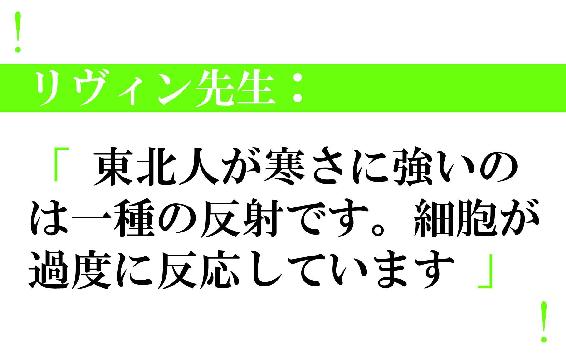 !
リヴィン先生：
「 東北人が寒さに強いの
は一種の反射です。細胞が
過度に反応しています 」
!